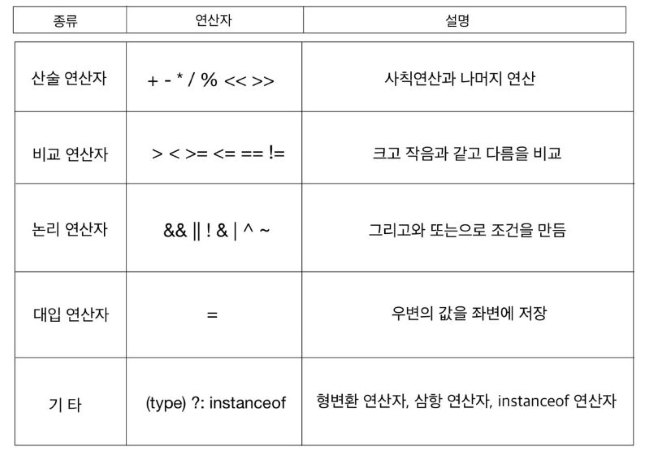 종류 연산자 설명
산술 연산자 + - * / % << >> 사칙연산과 나머지 연산
비교 연산자 > < >= <= == != 크고 작음과 같고 다름을 비교
논리 연산자 && || ! & | ^ ~ 그리고와 또는으로 조건을 만듬
대입 연산자 = 우변의 값을 좌변에 저장
기 타 (type) ?: instanceof 형변환 연산자, 삼항 연산자, instanceof 연산자